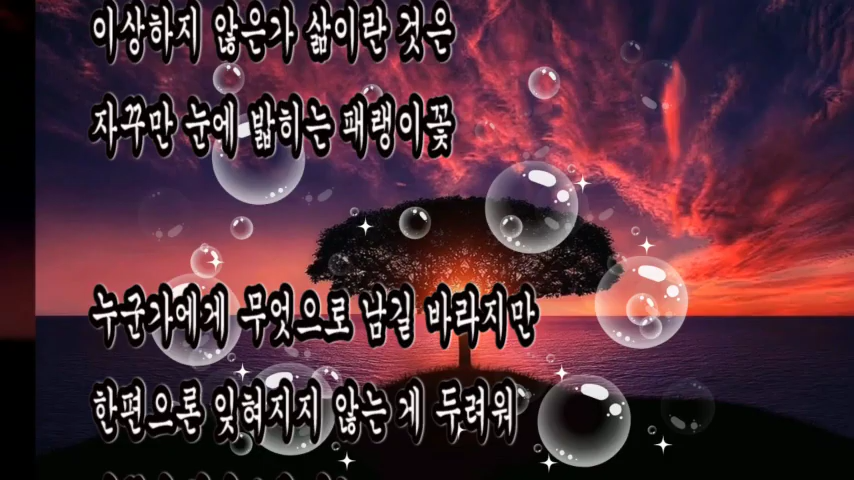 이상하지 않은가 삶이란 것은
자꾸만 눈에 밟히는 패랭이꽃
누군가에게 무엇으로 남길 바라지만
한편으론 잊혀지지 않는 게 두려워